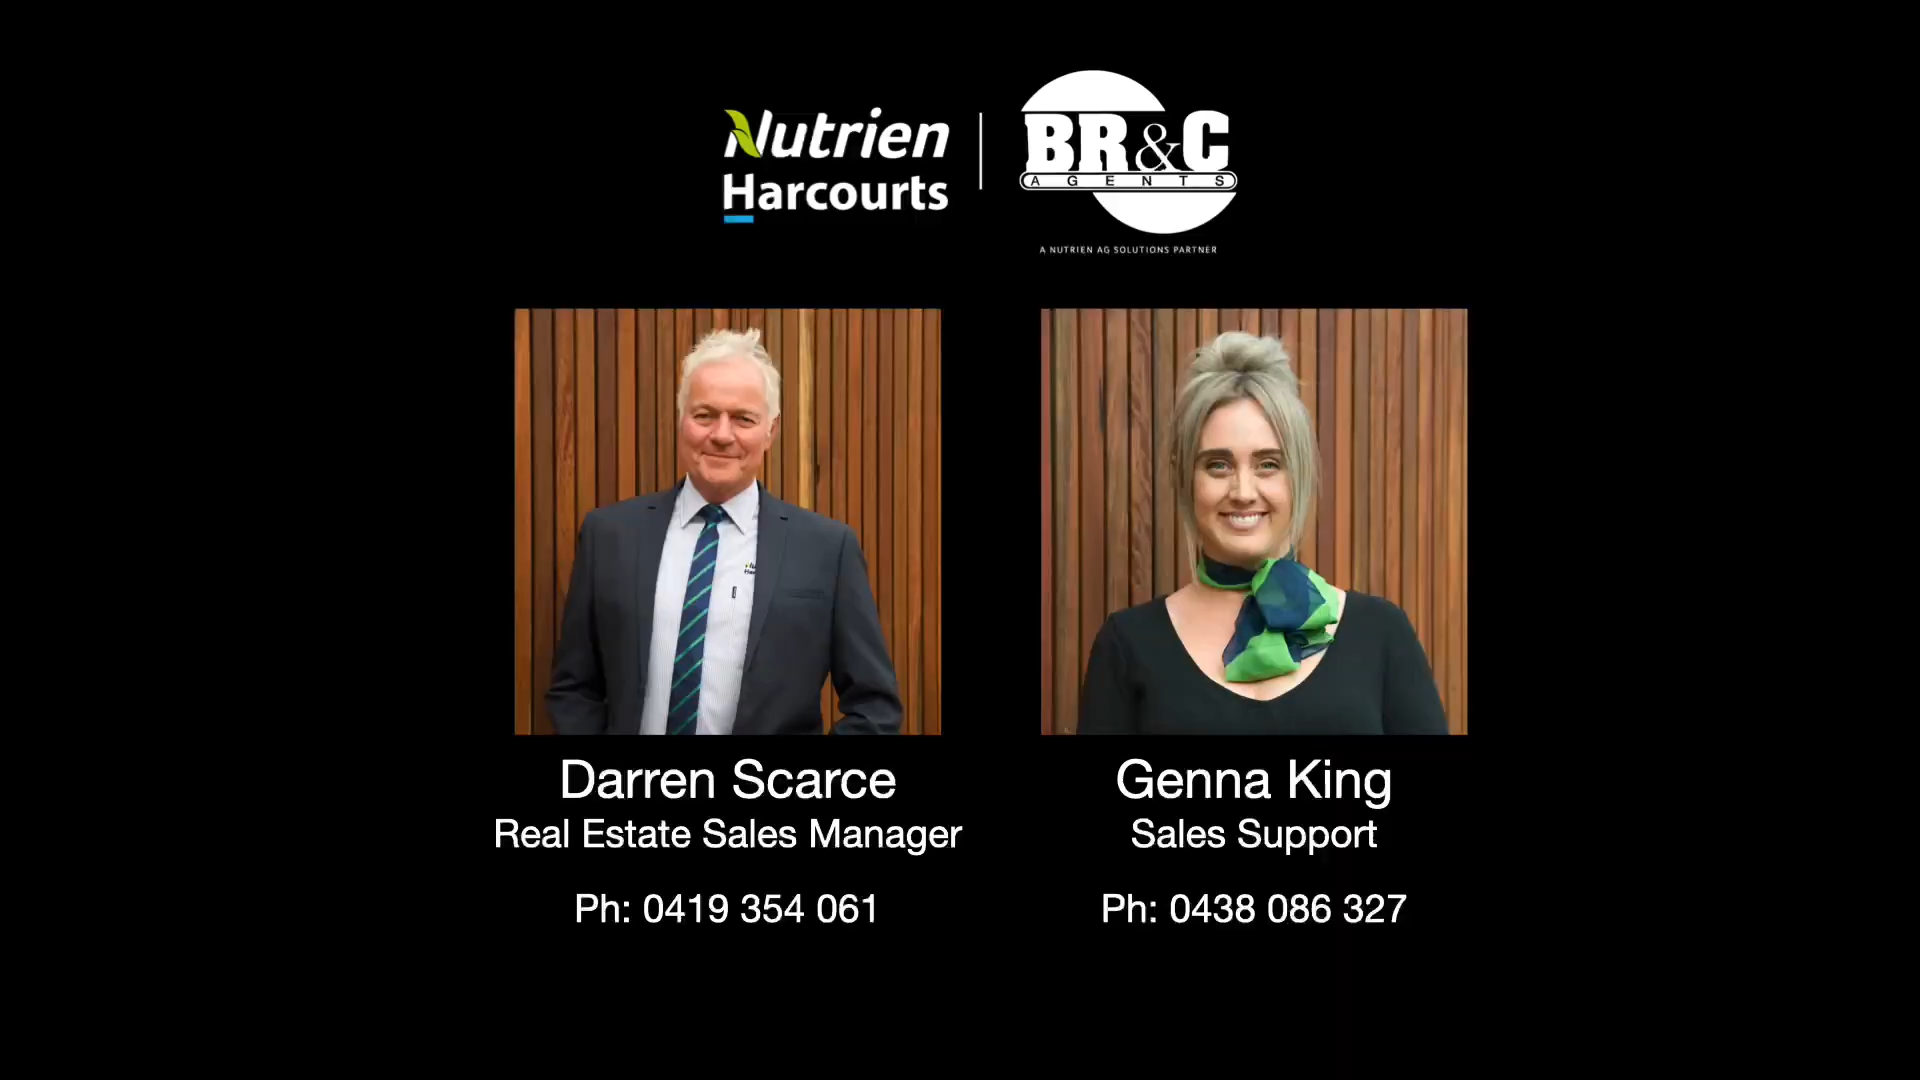 Nutrien
Harcourts
BR&C
AGENTS
A NUTRIEN AG SOLUTIONS PARTNER
Darren Scarce
Real Estate Sales Manager
Ph: 0419 354 061
Genna King
Sales Support
Ph: 0438 086 327